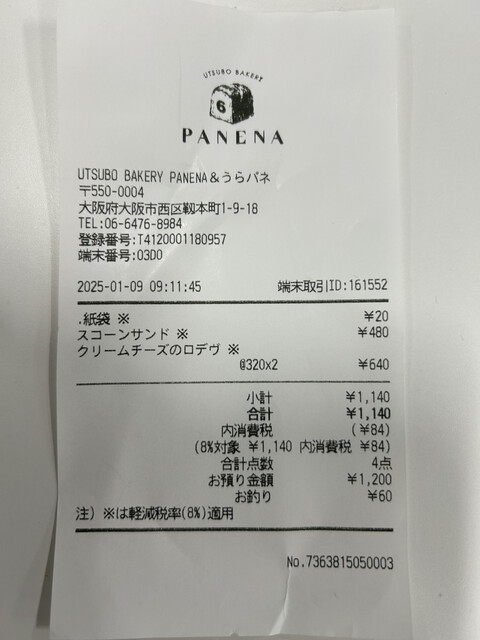 UTSUBO BAKERY
6
PANENA
UTSUBO BAKERY PANENA&うらパネ
〒550-0004
大阪府大阪市西区靱本町1-9-18
TEL:06-6476-8984
登録番号:T4120001180957
端末番号:03D0
2025-01-09 09:11:45 端末取引ID:161552
.紙袋 ※ ¥20
スコーンサンド ※ ¥480
クリームチーズのロデヴ ※
@320x2 ¥640
小計 ¥1,140
合計 ¥1,140
内消費税 (¥84)
(8%対象 ¥1,140 内消費税 ¥84)
合計点数 4点
お預り金額 ¥1,200
お釣り ¥60
注) ※は軽減税率(8%)適用
No.7363815050003